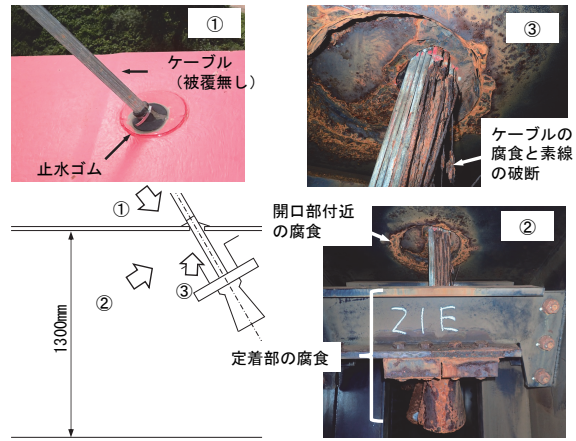 ①
ケーブル
（被覆無し）
止水ゴム
③
ケーブルの
腐食と素線
の破断
①
②
③
1300mm
開口部付近
の腐食
②
21E
定着部の腐食